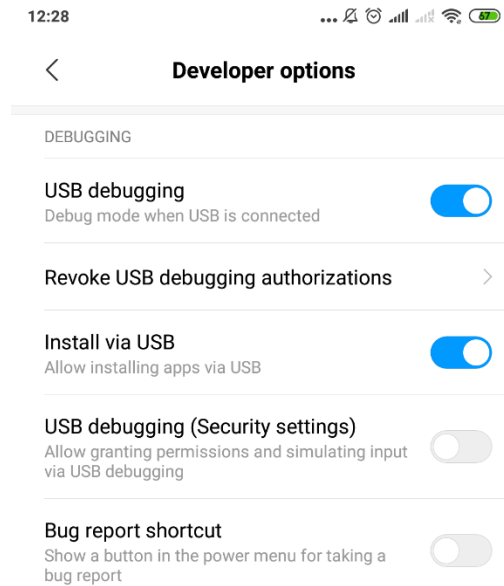 12:28
... 67
Developer options
DEBUGGING
USB debugging
Debug mode when USB is connected
Revoke USB debugging authorizations
Install via USB
Allow installing apps via USB
USB debugging (Security settings)
Allow granting permissions and simulating input
via USB debugging
Bug report shortcut
Show a button in the power menu for taking a
bug report